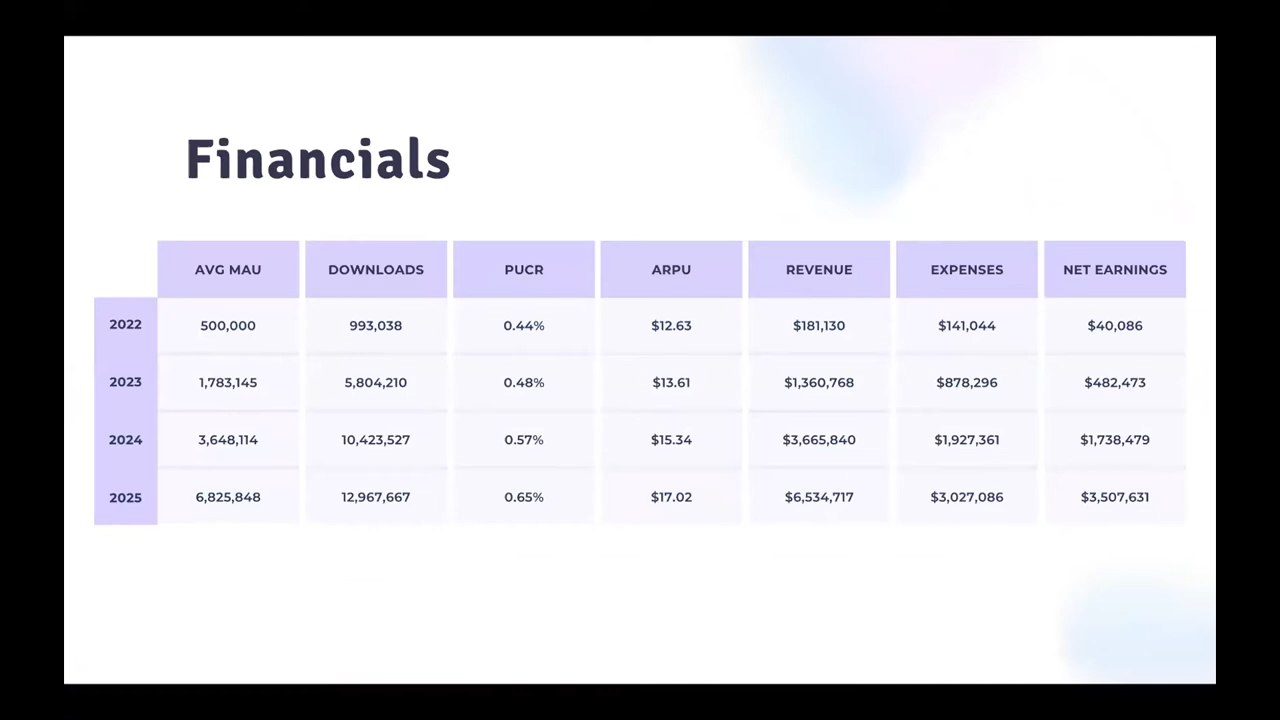 Financials
AVG MAU DOWNLOADS PUCR ARPU REVENUE EXPENSES NET EARNINGS
2022 500,000 993,038 0.44% $12.63 $181,130 $141,044 $40,086
2023 1,783,145 5,804,210 0.48% $13.61 $1,360,768 $878,296 $482,473
2024 3,648,114 10,423,527 0.57% $15.34 $3,665,840 $1,927,361 $1,738,479
2025 6,825,848 12,967,667 0.65% $17.02 $6,534,717 $3,027,086 $3,507,631